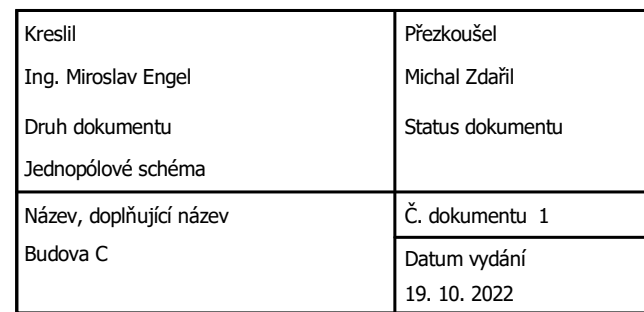 Kreslil
Ing. Miroslav Engel
Druh dokumentu
Jednopólové schéma
Přezkoušel
Michal Zdařil
Status dokumentu
Název, doplňující název
Budova C
Č. dokumentu 1
Datum vydání
19. 10. 2022